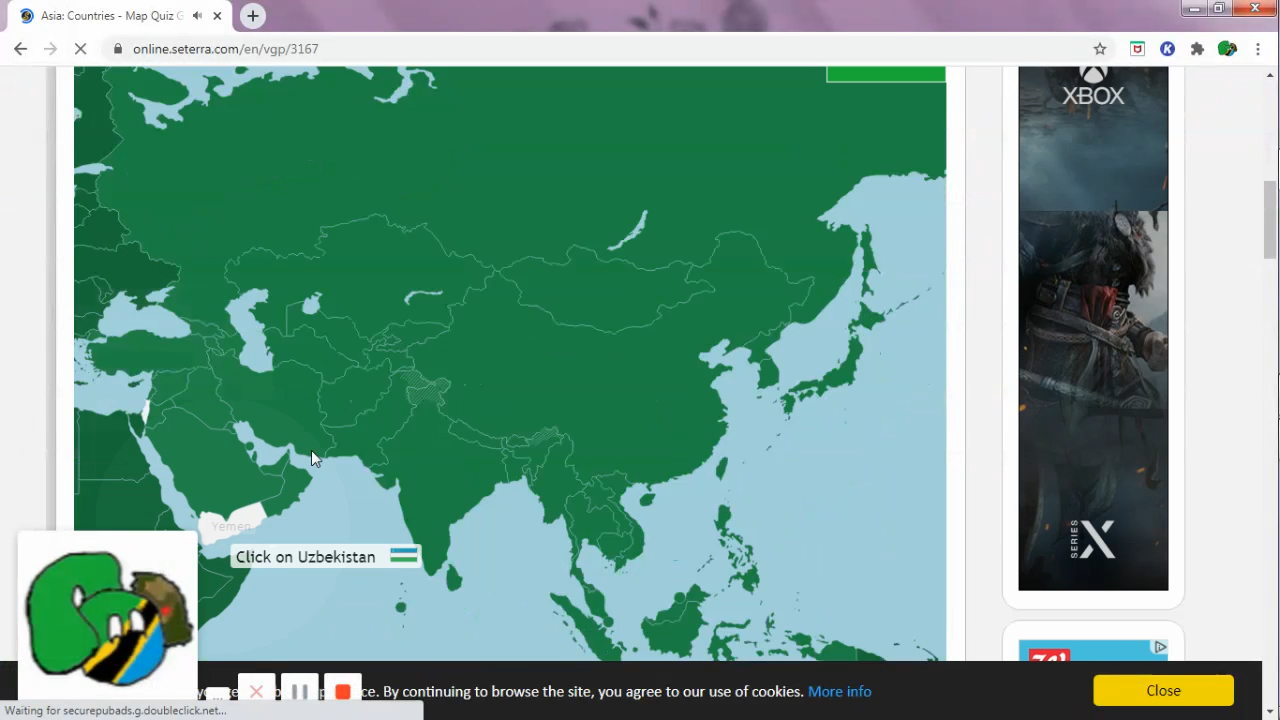 Asia: Countries - Map Quiz G
online.seterra.com/en/vgp/3167
XBOX
Yemen
Click on Uzbekistan
SERIES X
ce. By continuing to browse the site, you agree to our use of cookies. More info
Close
Waiting for securepubads.g.doubleclick.net...